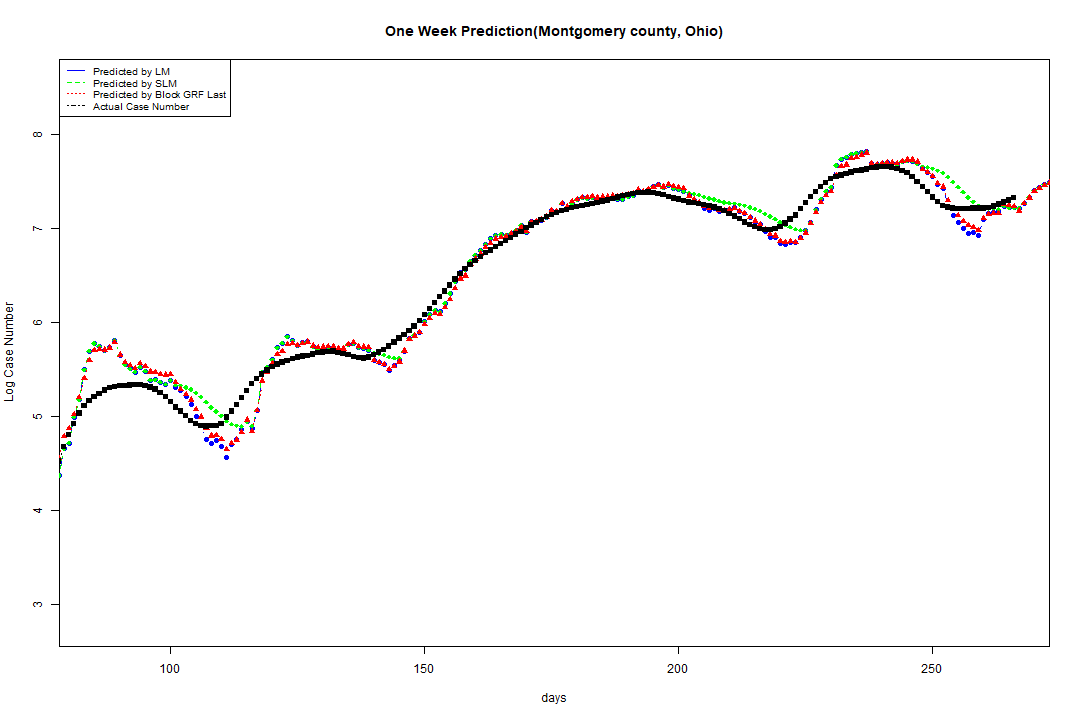 One Week Prediction(Montgomery county, Ohio)
Predicted by LM
Predicted by SLM
Predicted by Block GRF Last
Actual Case Number
8
7
6
5
4
3
Log Case Number
100
150
200
250
days